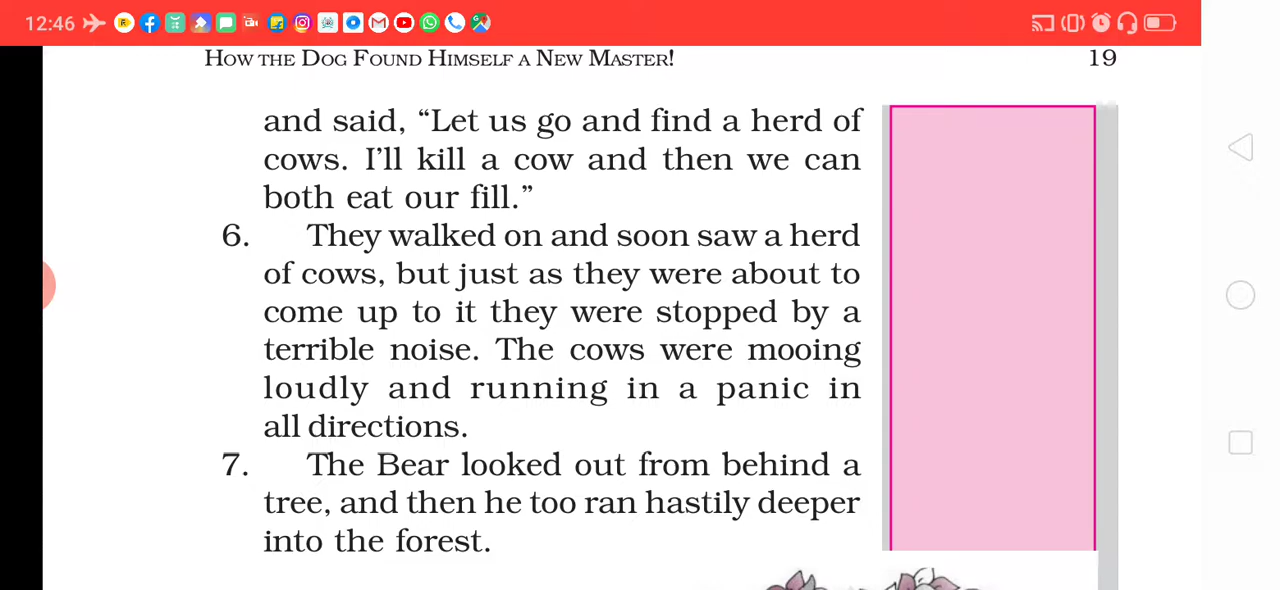 12:46
HOW THE DOG FOUND HIMSELF A NEW MASTER! 19
and said, “Let us go and find a herd of
cows. I’ll kill a cow and then we can
both eat our fill.”
6. They walked on and soon saw a herd
of cows, but just as they were about to
come up to it they were stopped by a
terrible noise. The cows were mooing
loudly and running in a panic in
all directions.
7. The Bear looked out from behind a
tree, and then he too ran hastily deeper
into the forest.